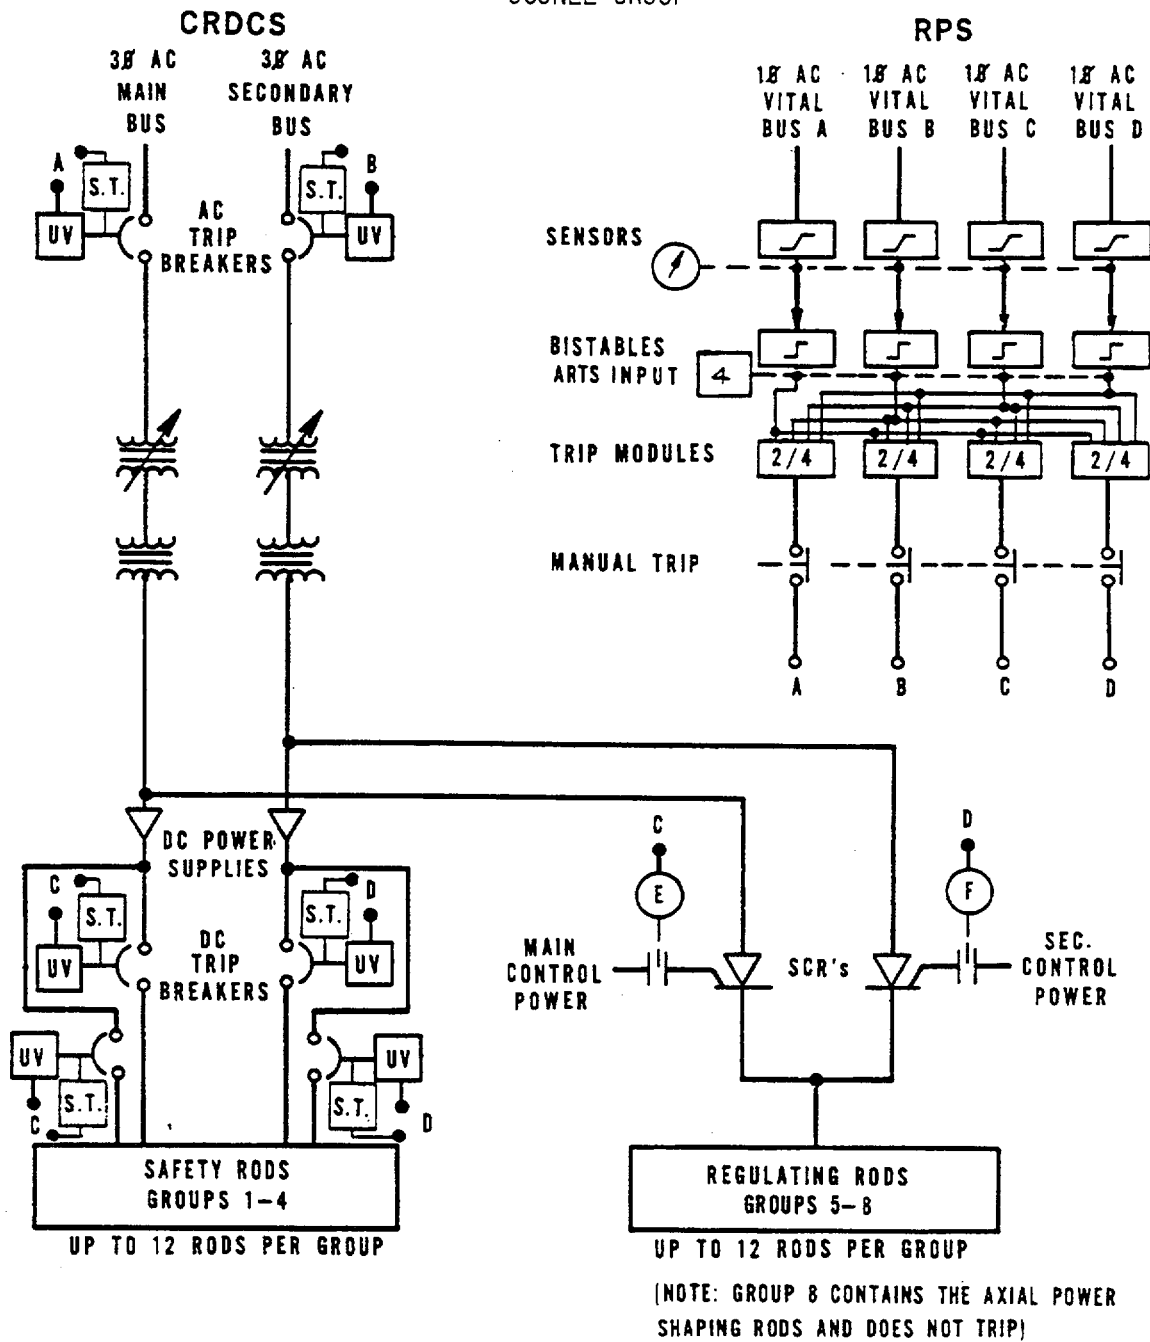 CRDCS
RPS
3Ø AC MAIN BUS
3Ø AC SECONDARY BUS
1Ø AC VITAL BUS A
1Ø AC VITAL BUS B
1Ø AC VITAL BUS C
1Ø AC VITAL BUS D
A
S.T.
UV
AC TRIP BREAKERS
S.T.
B
UV
SENSORS
BISTABLES
ARTS INPUT
4
TRIP MODULES
2/4
2/4
2/4
2/4
MANUAL TRIP
A
B
C
D
DC POWER SUPPLIES
C
S.T.
UV
DC TRIP BREAKERS
S.T.
D
UV
UV
S.T.
C
UV
S.T.
D
C
E
D
F
MAIN CONTROL POWER
SCR's
SEC. CONTROL POWER
SAFETY RODS
GROUPS 1-4
UP TO 12 RODS PER GROUP
REGULATING RODS
GROUPS 5-8
UP TO 12 RODS PER GROUP
(NOTE: GROUP 8 CONTAINS THE AXIAL POWER
SHAPING RODS AND DOES NOT TRIP)